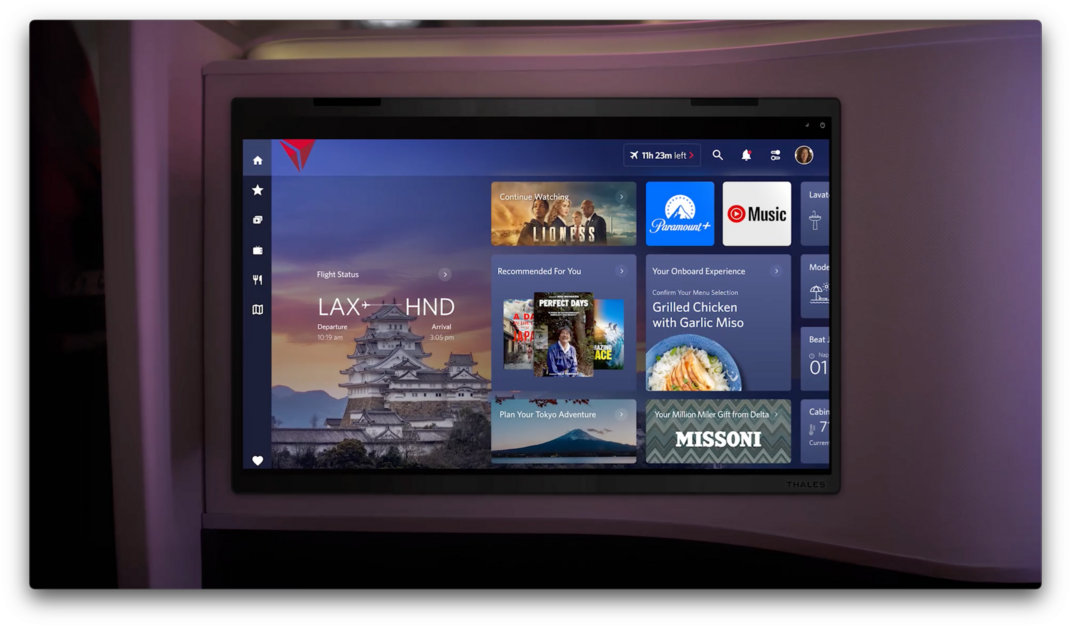 11h 23m left
Flight Status
LAX
HND
Departure
Arrival
10:19 am
3:05 pm
Continue Watching
LIONESS
Paramount+
Music
Recommended For You
PERFECT DAYS
Your Onboard Experience
Confirm Your Menu Selection
Grilled Chicken
with Garlic Miso
Plan Your Tokyo Adventure
Your Million Miler Gift from Delta
MISSONI
Lavat
Mode
Beat
Nap
01
Cabin
7
Curren
THALES